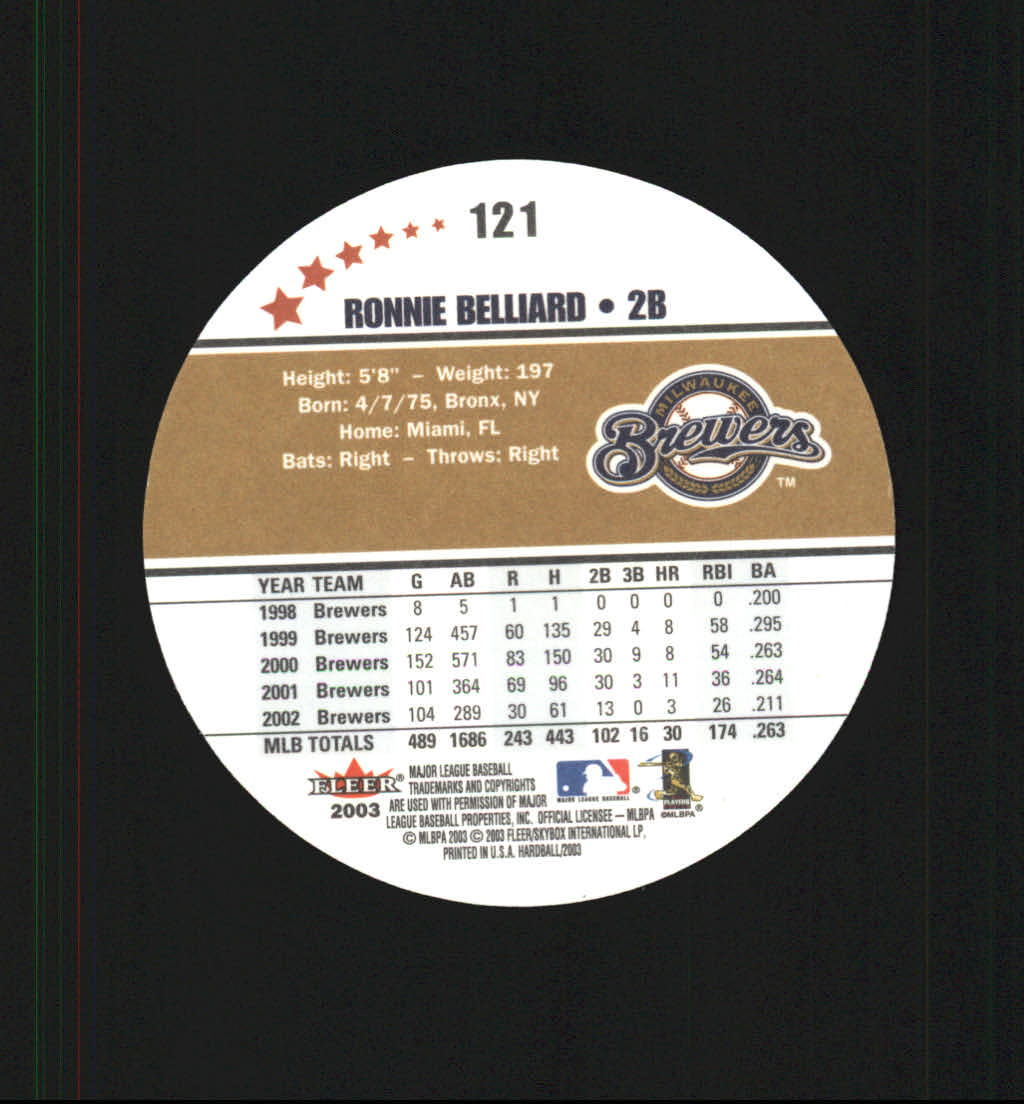 121
RONNIE BELLIARD • 2B
Height: 5'8" – Weight: 197
Born: 4/7/75, Bronx, NY
Home: Miami, FL
Bats: Right – Throws: Right
MILWAUKEE
Brewers
TM
YEAR TEAM G AB R H 2B 3B HR RBI BA
1998 Brewers 8 5 1 1 0 0 0 0 .200
1999 Brewers 124 457 60 135 29 4 8 58 .295
2000 Brewers 152 571 83 150 30 9 8 54 .263
2001 Brewers 101 364 69 96 30 3 11 36 .264
2002 Brewers 104 289 30 61 13 0 3 26 .211
MLB TOTALS 489 1686 243 443 102 16 30 174 .263
FLEER®
2003
MAJOR LEAGUE BASEBALL
TRADEMARKS AND COPYRIGHTS
ARE USED WITH PERMISSION OF MAJOR
LEAGUE BASEBALL PROPERTIES, INC. OFFICIAL LICENSEE – MLBPA
© MLBPA 2003 © 2003 FLEER/SKYBOX INTERNATIONAL LP,
PRINTED IN U.S.A. HARDBALL/2003
MAJOR LEAGUE BASEBALL ®
PLAYERS
©MLBPA ®